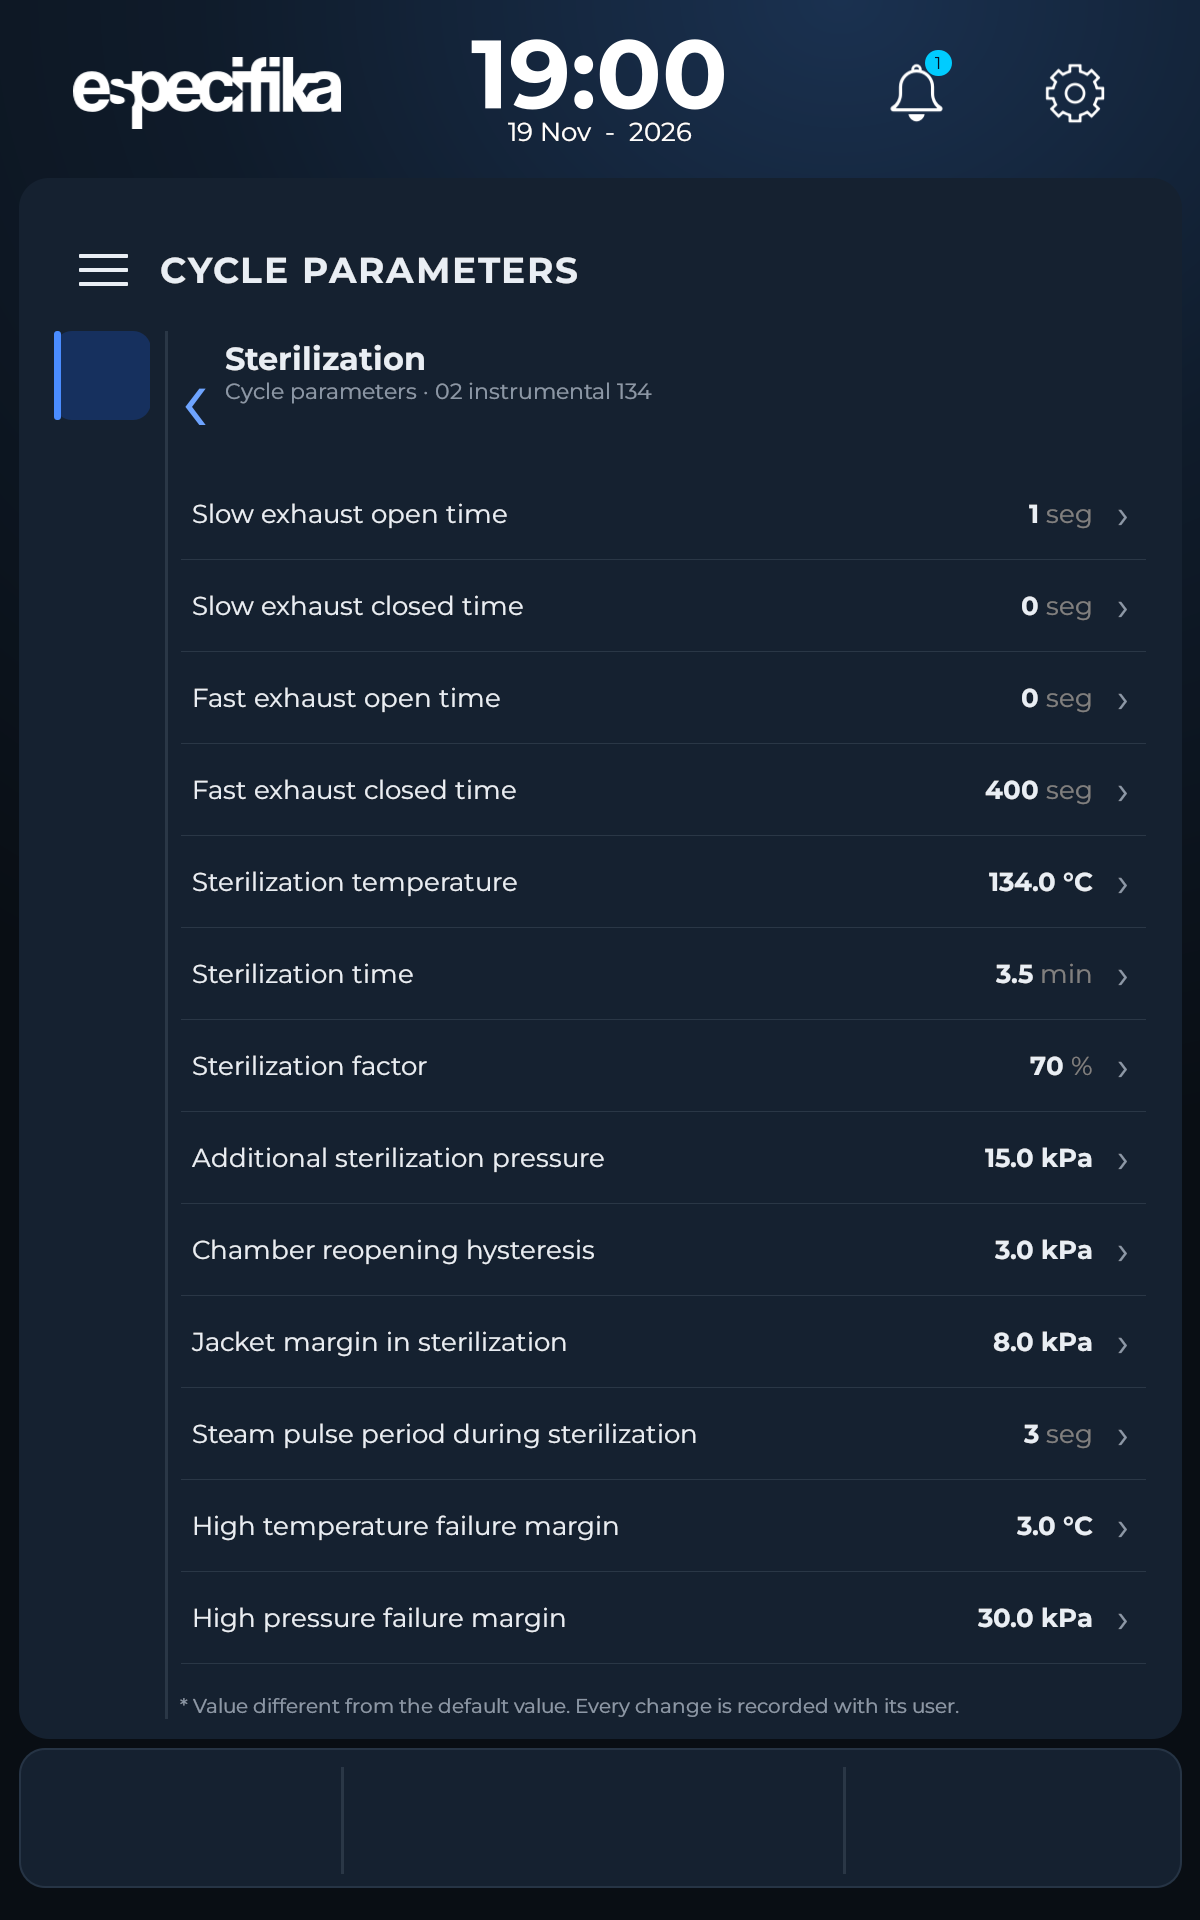 especifika
19:00
19 Nov - 2026
1
CYCLE PARAMETERS
Sterilization
Cycle parameters · 02 instrumental 134
Slow exhaust open time 1 seg
Slow exhaust closed time 0 seg
Fast exhaust open time 0 seg
Fast exhaust closed time 400 seg
Sterilization temperature 134.0 °C
Sterilization time 3.5 min
Sterilization factor 70 %
Additional sterilization pressure 15.0 kPa
Chamber reopening hysteresis 3.0 kPa
Jacket margin in sterilization 8.0 kPa
Steam pulse period during sterilization 3 seg
High temperature failure margin 3.0 °C
High pressure failure margin 30.0 kPa
* Value different from the default value. Every change is recorded with its user.